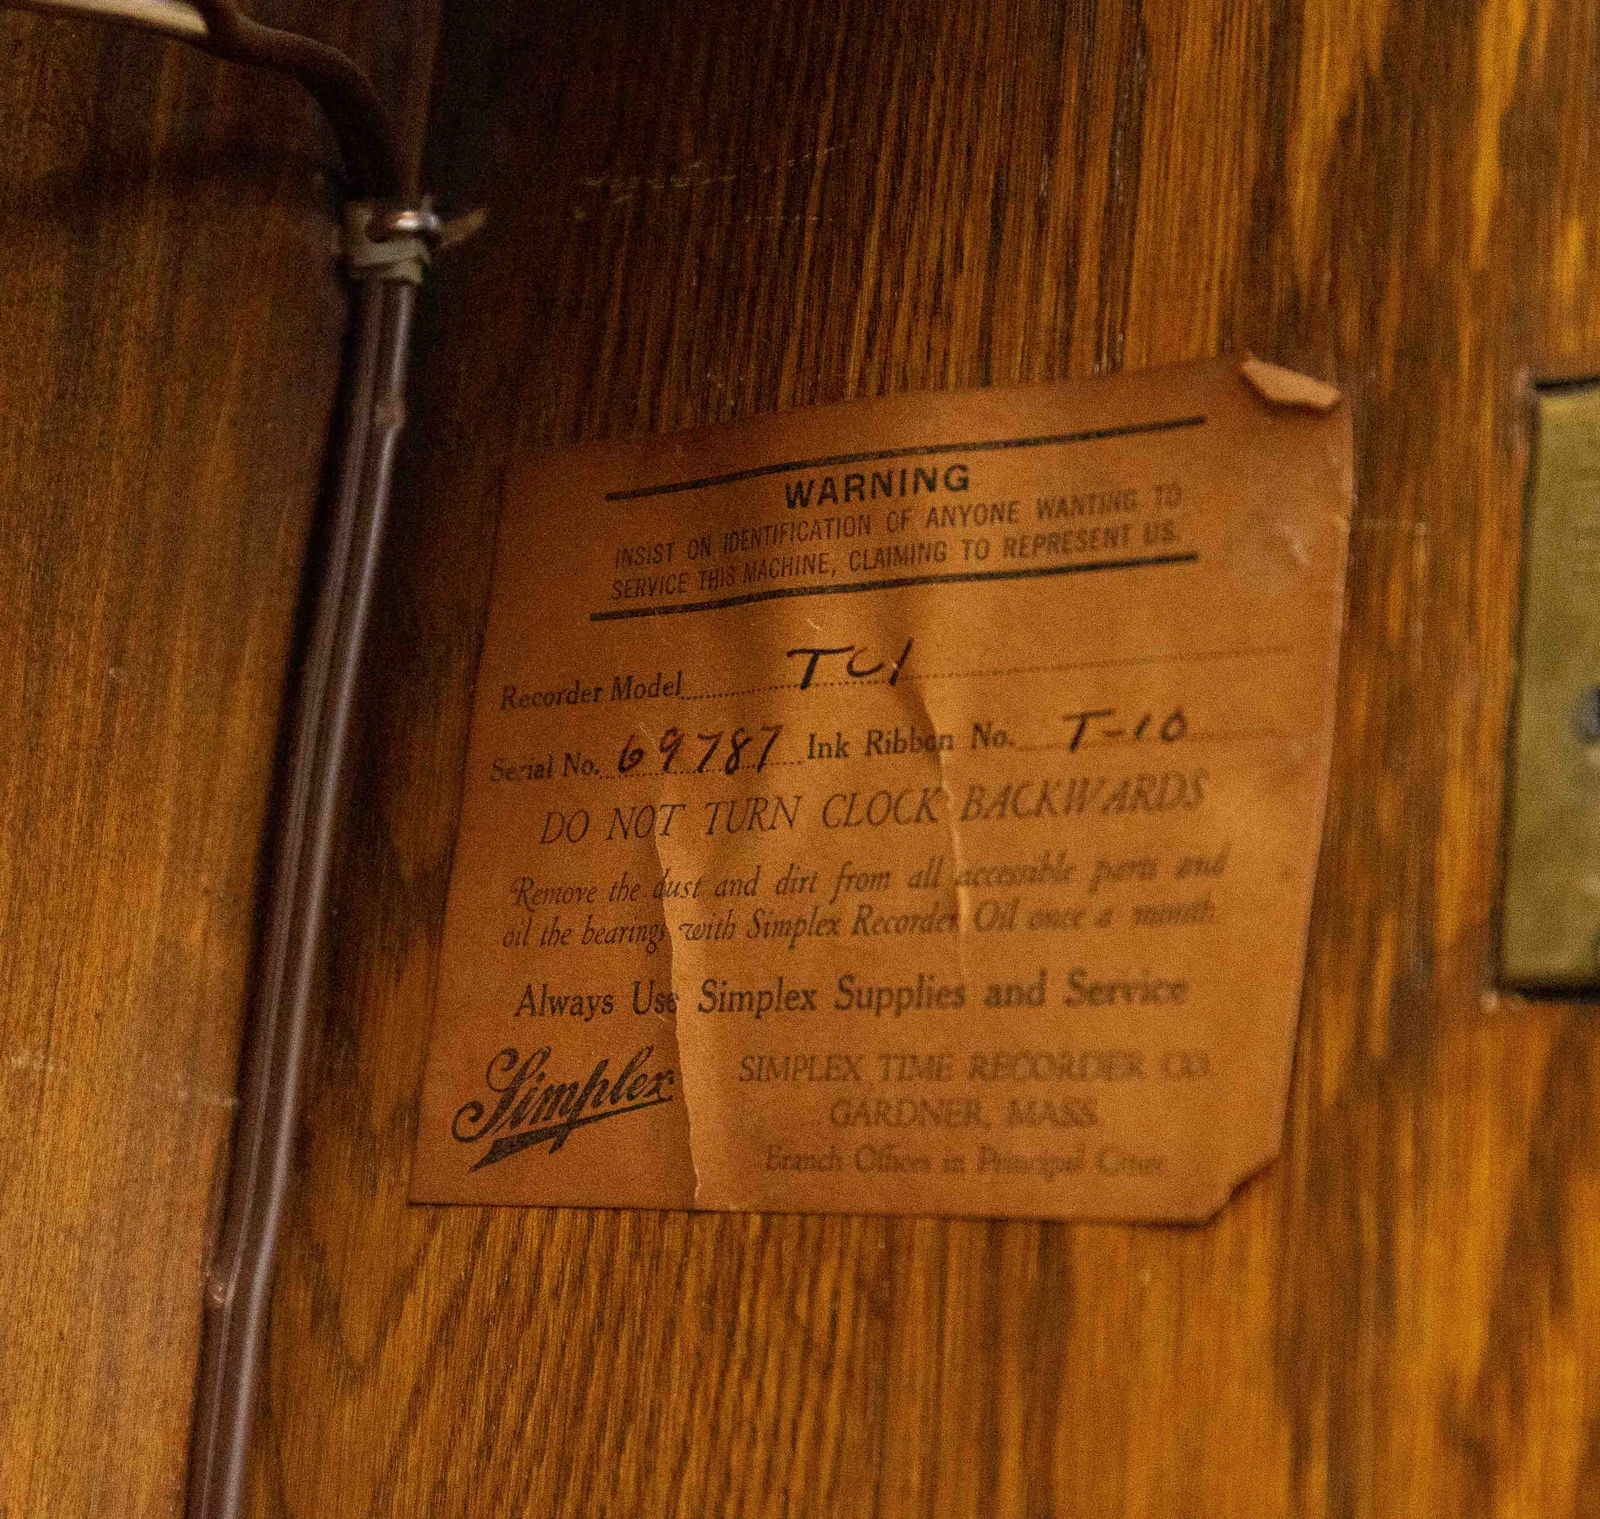 WARNING
INSIST ON IDENTIFICATION OF ANYONE WANTING TO
SERVICE THIS MACHINE, CLAIMING TO REPRESENT US.
Recorder Model TC1
Serial No. 69787 Ink Ribbon No. T-10
DO NOT TURN CLOCK BACKWARDS
Remove the dust and dirt from all accessible parts and
oil the bearings with Simplex Recorder Oil once a month
Always Use Simplex Supplies and Service
Simplex
SIMPLEX TIME RECORDER CO.
GARDNER, MASS.
Branch Offices in Principal Cities